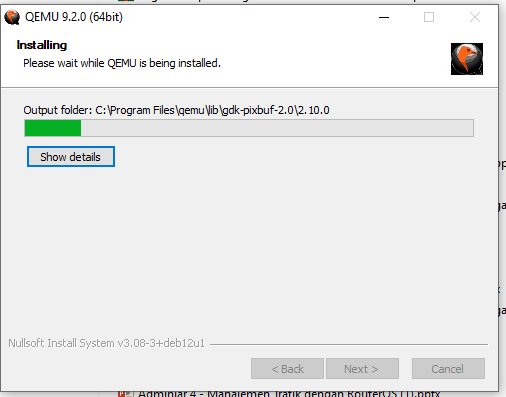 QEMU 9.2.0 (64bit)
Installing
Please wait while QEMU is being installed.
Output folder: C:\Program Files\qemu\lib\gdk-pixbuf-2.0\2.10.0
Show details
Nullsoft Install System v3.08-3+deb12u1
< Back
Next >
Cancel
Adminjar 4 - Manajemen Trafik dengan RouterOS (1).pptx